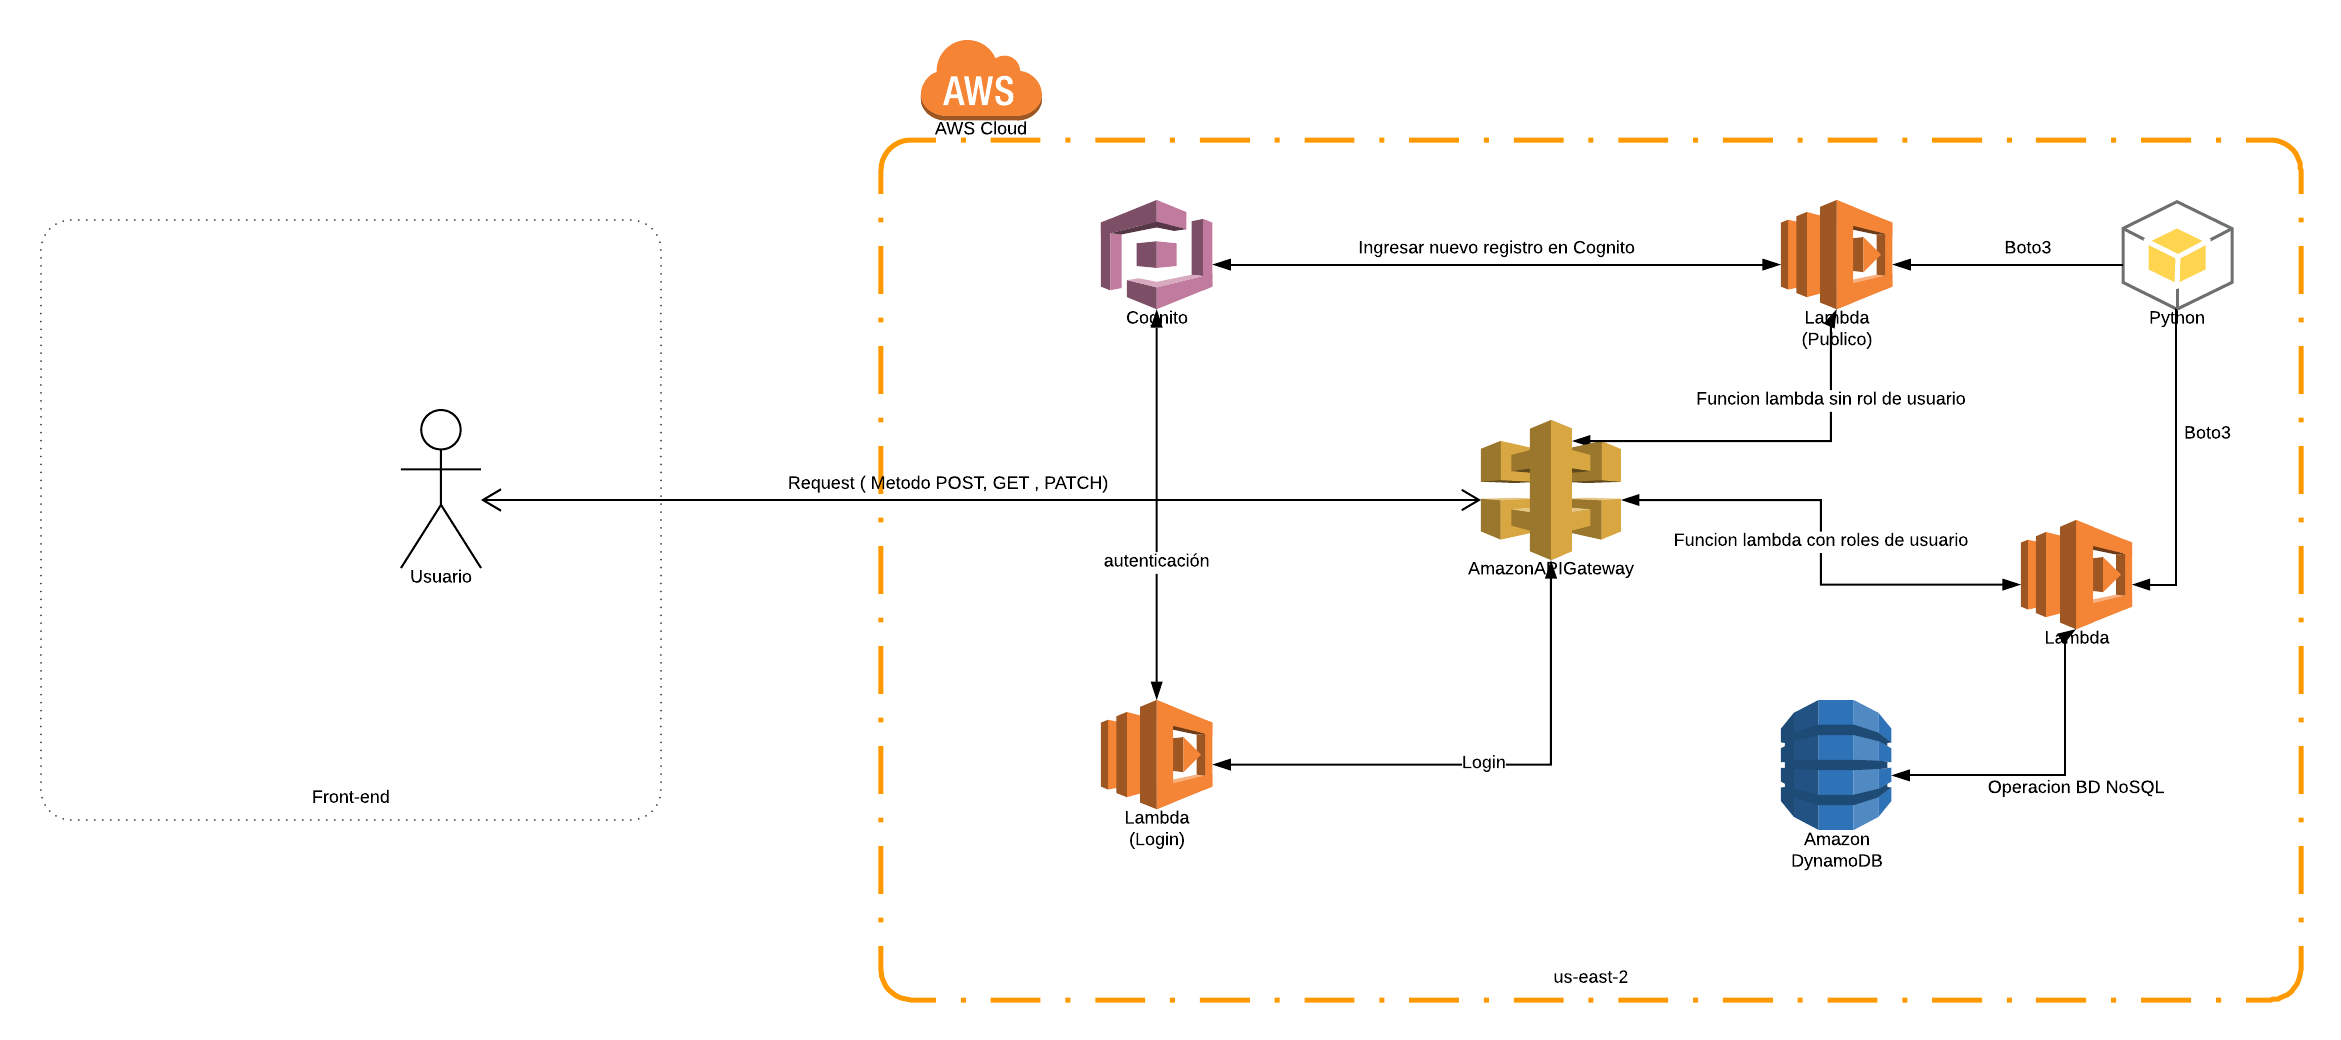 AWS
AWS Cloud
Ingresar nuevo registro en Cognito
Boto3
Cognito
Lambda
(Publico)
Python
Funcion lambda sin rol de usuario
Boto3
Request ( Metodo POST, GET , PATCH)
Funcion lambda con roles de usuario
autenticación
AmazonAPIGateway
Usuario
Lambda
Login
Operacion BD NoSQL
Front-end
Lambda
(Login)
Amazon
DynamoDB
us-east-2